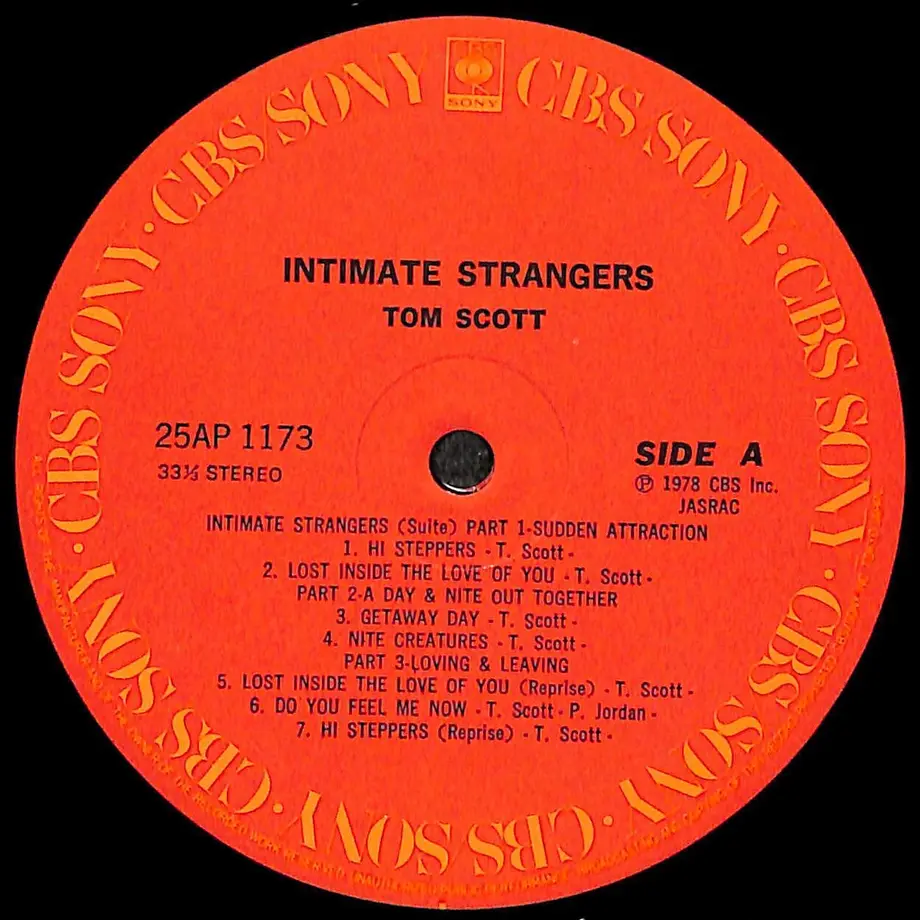 CBS SONY · CBS SONY · CBS SONY · CBS SONY · CBS SONY · CBS SONY · CBS SONY · CBS SONY
CBS
SONY
INTIMATE STRANGERS
TOM SCOTT
25AP 1173
33⅓ STEREO
SIDE A
Ⓟ 1978 CBS Inc.
JASRAC
INTIMATE STRANGERS (Suite) PART 1-SUDDEN ATTRACTION
1. HI STEPPERS - T. Scott -
2. LOST INSIDE THE LOVE OF YOU - T. Scott -
PART 2-A DAY & NITE OUT TOGETHER
3. GETAWAY DAY - T. Scott -
4. NITE CREATURES - T. Scott -
PART 3-LOVING & LEAVING
5. LOST INSIDE THE LOVE OF YOU (Reprise) - T. Scott -
6. DO YOU FEEL ME NOW - T. Scott - P. Jordan -
7. HI STEPPERS (Reprise) - T. Scott -